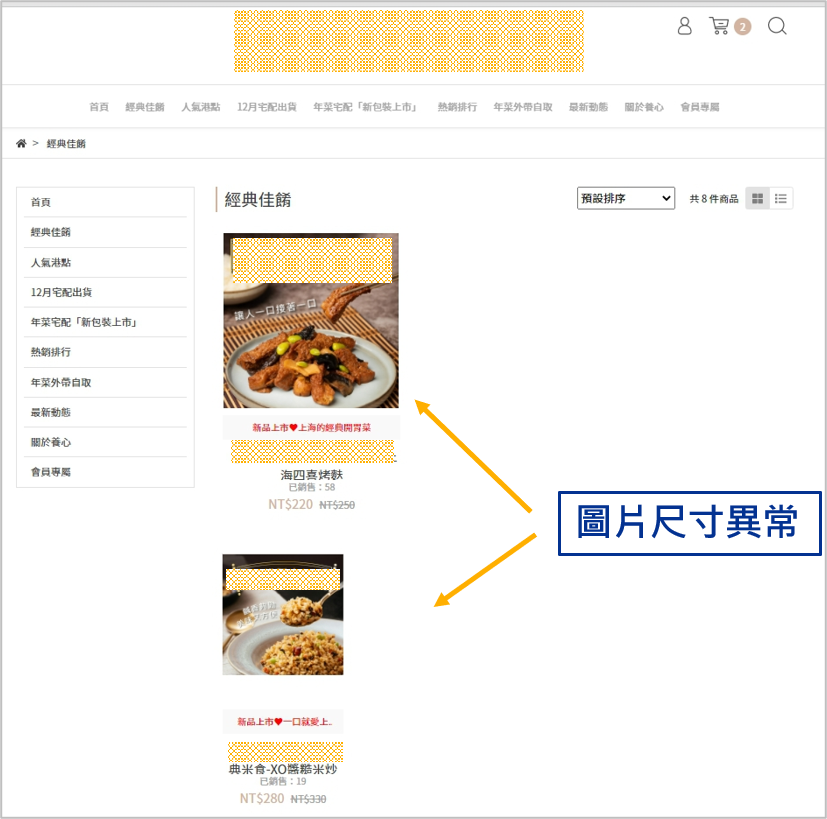 2
首頁 經典佳餚 人氣港點 12月宅配出貨 年菜宅配「新包裝上市」 熱銷排行 年菜外帶自取 最新動態 關於養心 會員專屬
> 經典佳餚
首頁
經典佳餚
人氣港點
12月宅配出貨
年菜宅配「新包裝上市」
熱銷排行
年菜外帶自取
最新動態
關於養心
會員專屬
經典佳餚
預設排序 共 8 件商品
讓人一口接著一口
新品上市♥上海的經典開胃菜
海四喜烤麩
已銷售：58
NT$220 NT$250
圖片尺寸異常
新品上市♥一口就愛上.
典米食-XO醬糙米炒
已銷售：19
NT$280 NT$330